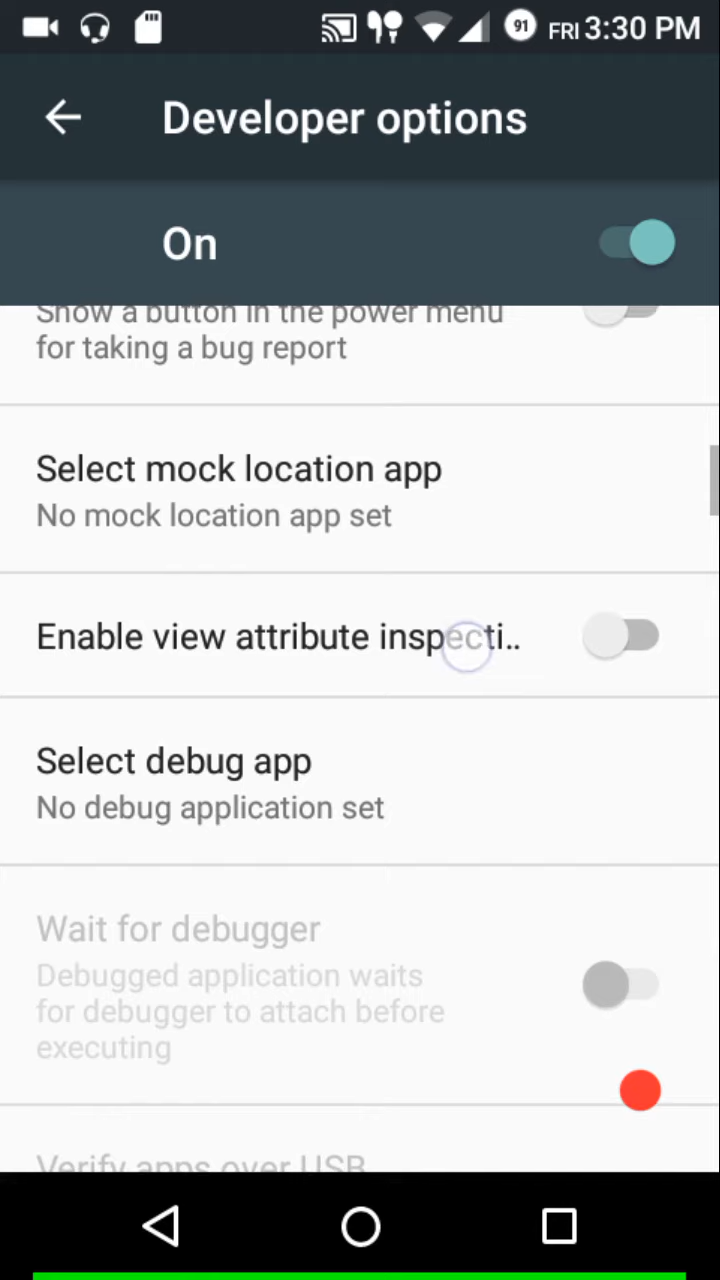 91 FRI 3:30 PM
Developer options
On
Show a button in the power menu
for taking a bug report
Select mock location app
No mock location app set
Enable view attribute inspecti..
Select debug app
No debug application set
Wait for debugger
Debugged application waits
for debugger to attach before
executing
Verify apps over USB